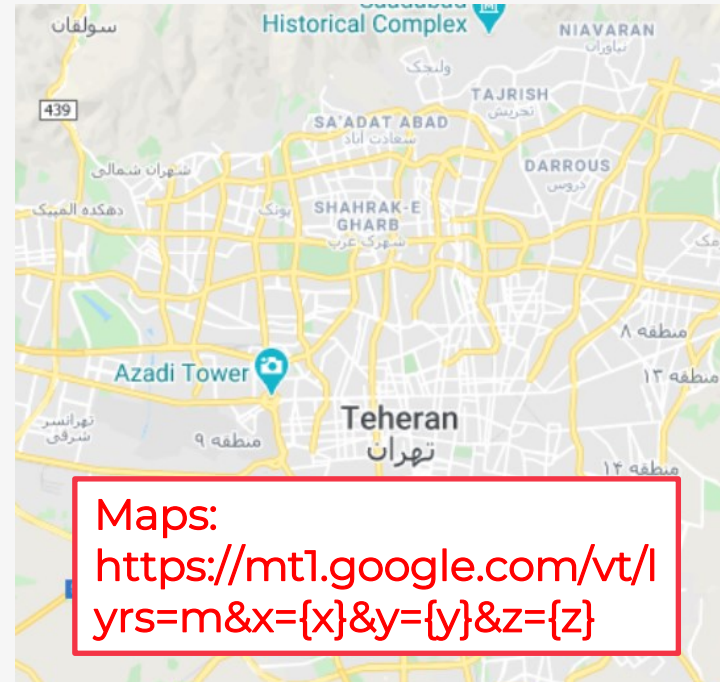 سولقان
Historical Complex
NIAVARAN
نیاوران
ولنجک
439
TAJRISH
تجریش
SA'ADAT ABAD
سعادت آباد
شهران شمالی
DARROUS
دروس
دهکده المپیک
پونک
SHAHRAK-E
GHARB
شهرک غرب
منطقه ۸
Azadi Tower
منطقه ۱۳
تهرانسر
شرقی
منطقه ۹
Teheran
تهران
منطقه ۱۴
Maps:
https://mt1.google.com/vt/l
yrs=m&x={x}&y={y}&z={z}